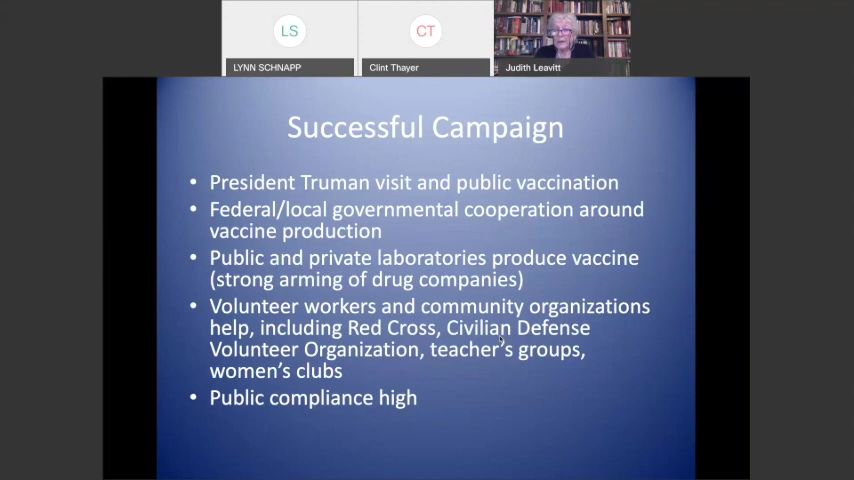 LS
CT
LYNN SCHNAPP
Clint Thayer
Judith Leavitt
Successful Campaign
• President Truman visit and public vaccination
• Federal/local governmental cooperation around
vaccine production
• Public and private laboratories produce vaccine
(strong arming of drug companies)
• Volunteer workers and community organizations
help, including Red Cross, Civilian Defense
Volunteer Organization, teacher's groups,
women's clubs
• Public compliance high